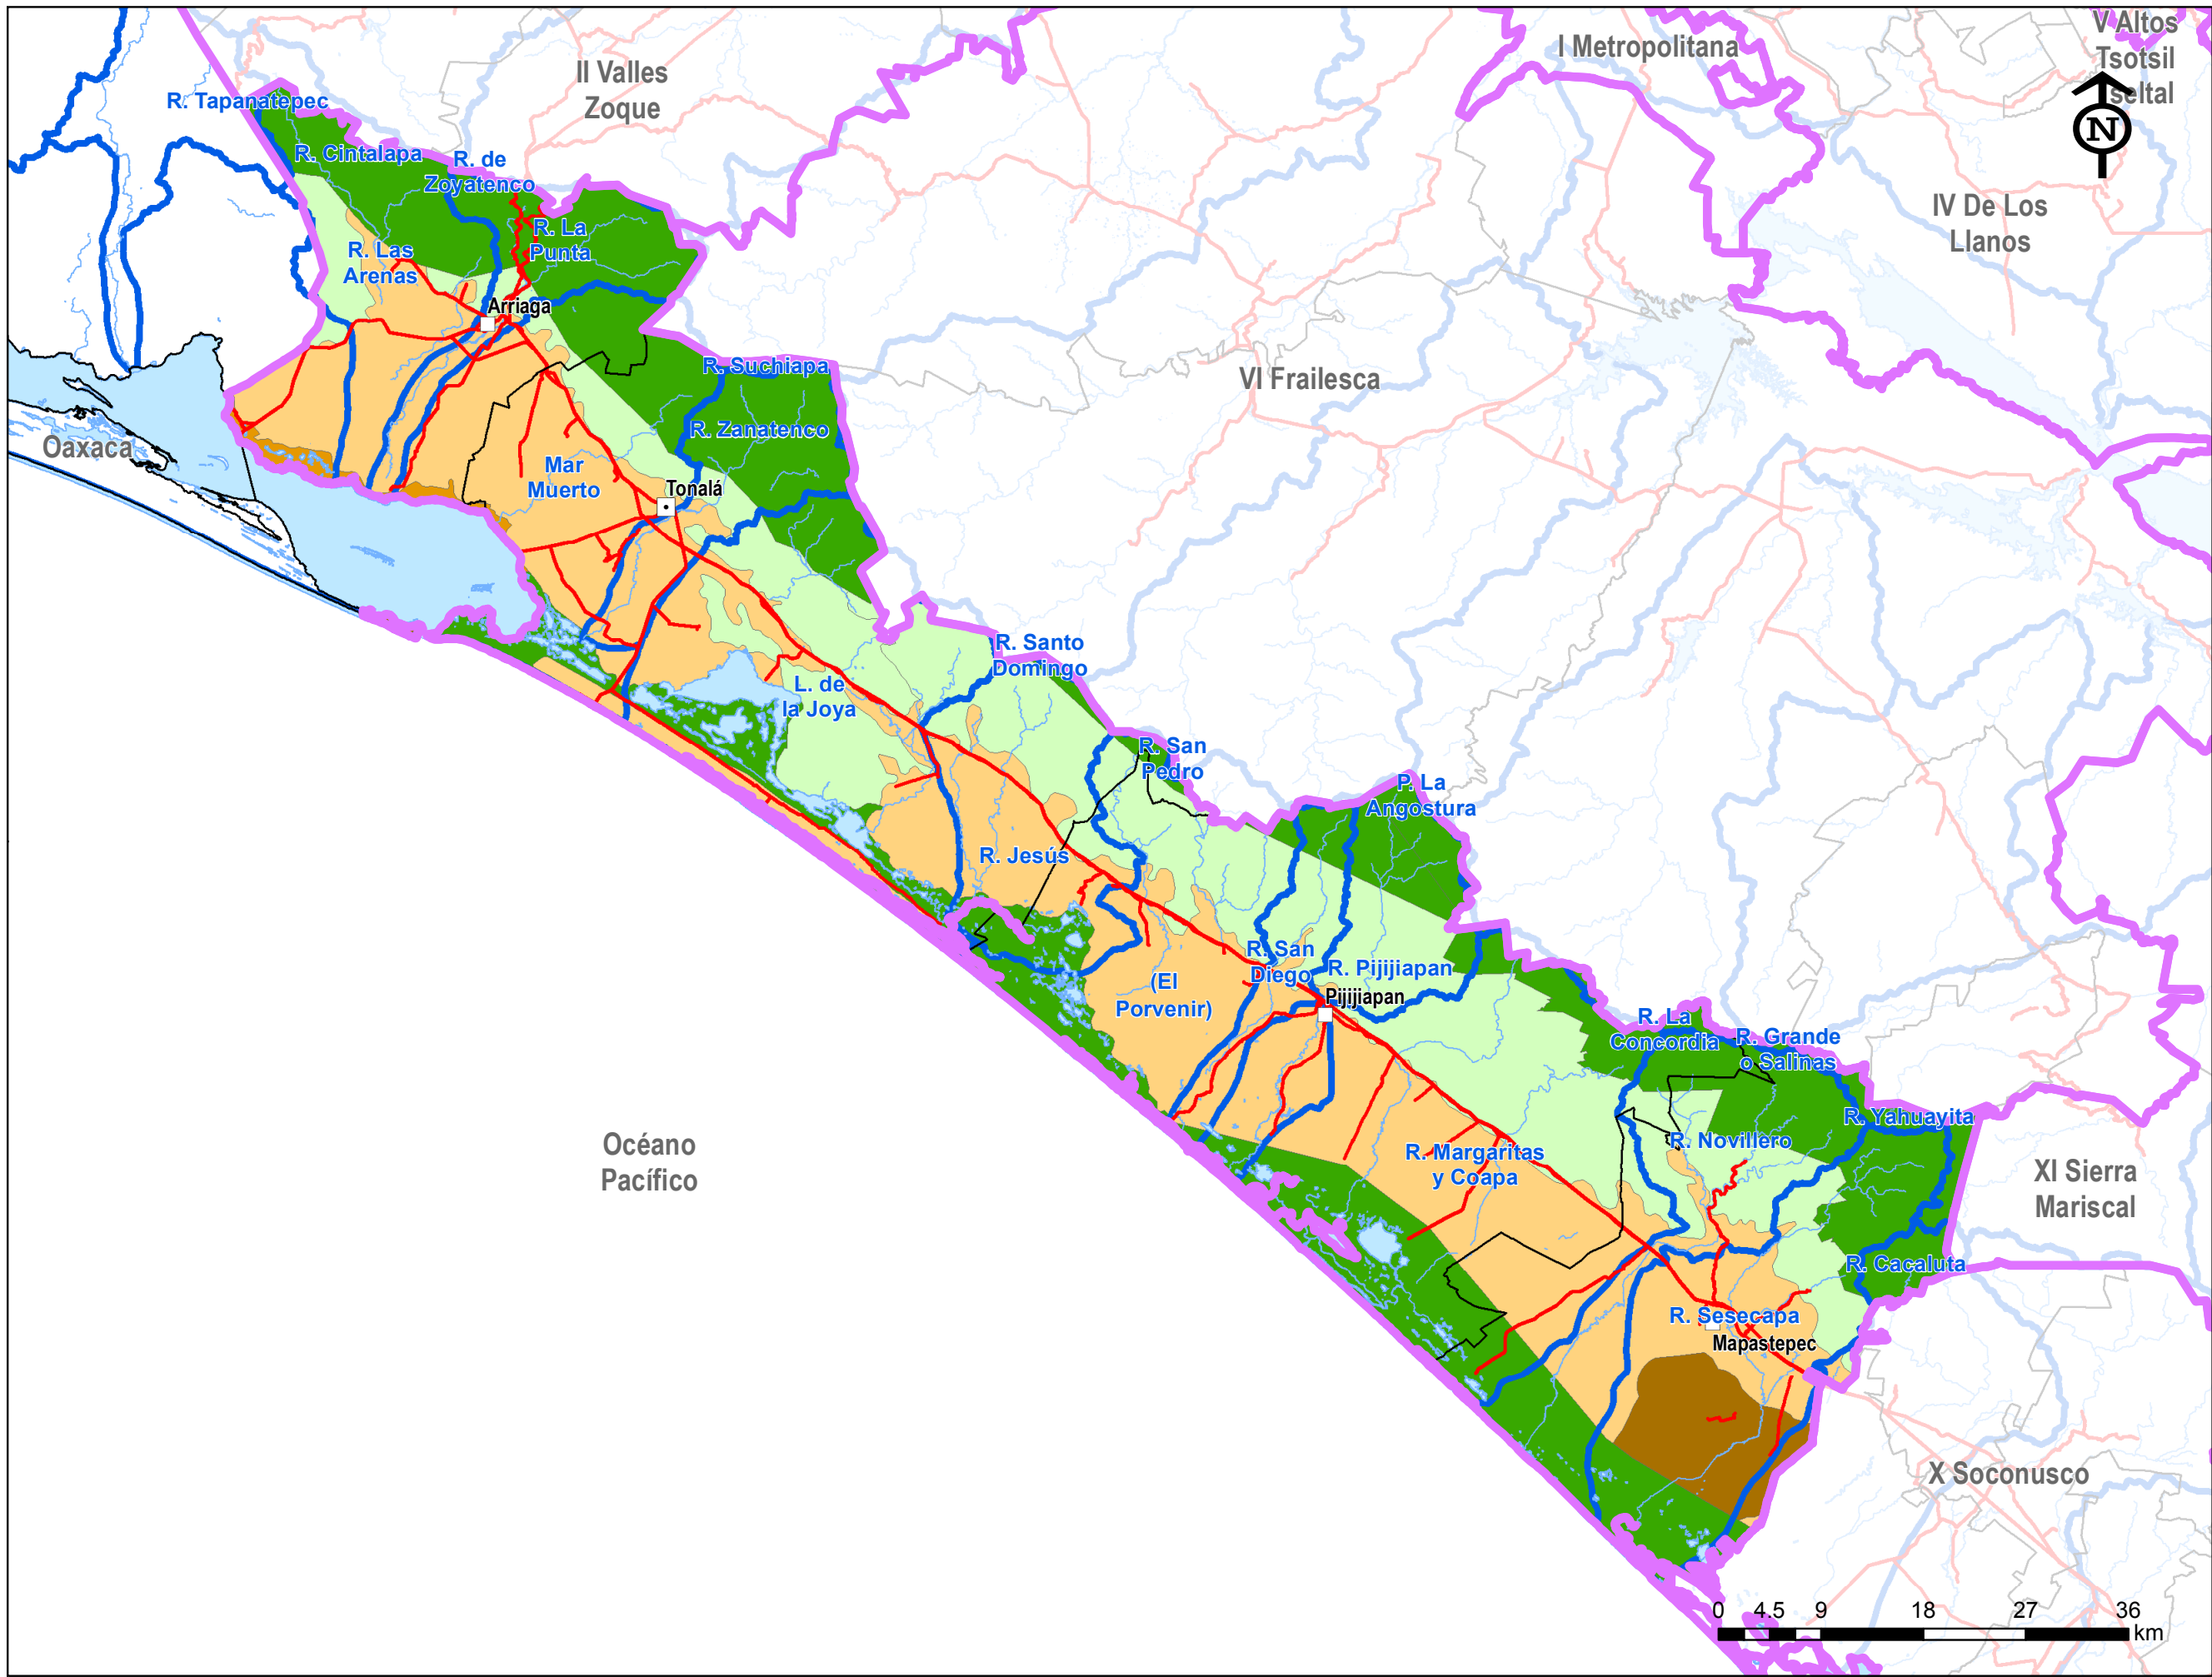 V Altos
Tsotsil
Tseltal
I Metropolitana
II Valles
Zoque
N
R. Tapanatepec
R. Cintalapa
R. de
Zoyatenco
IV De Los
Llanos
R. La
Punta
R. Las
Arenas
Arriaga
R. Suchiapa
VI Frailesca
R. Zanatenco
Oaxaca
Mar
Muerto
Tonalá
R. Santo
Domingo
L. de
la Joya
R. San
Pedro
P. La
Angostura
R. Jesús
R. San
Diego
R. Pijijiapan
(El
Porvenir)
Pijijiapan
R. La
Concordia
R. Grande
o Salinas
R. Yahuayita
R. Novillero
Océano
Pacífico
R. Margaritas
y Coapa
XI Sierra
Mariscal
R. Cacaluta
R. Sesecapa
Mapastepec
X Soconusco
0 4.5 9 18 27 36
km